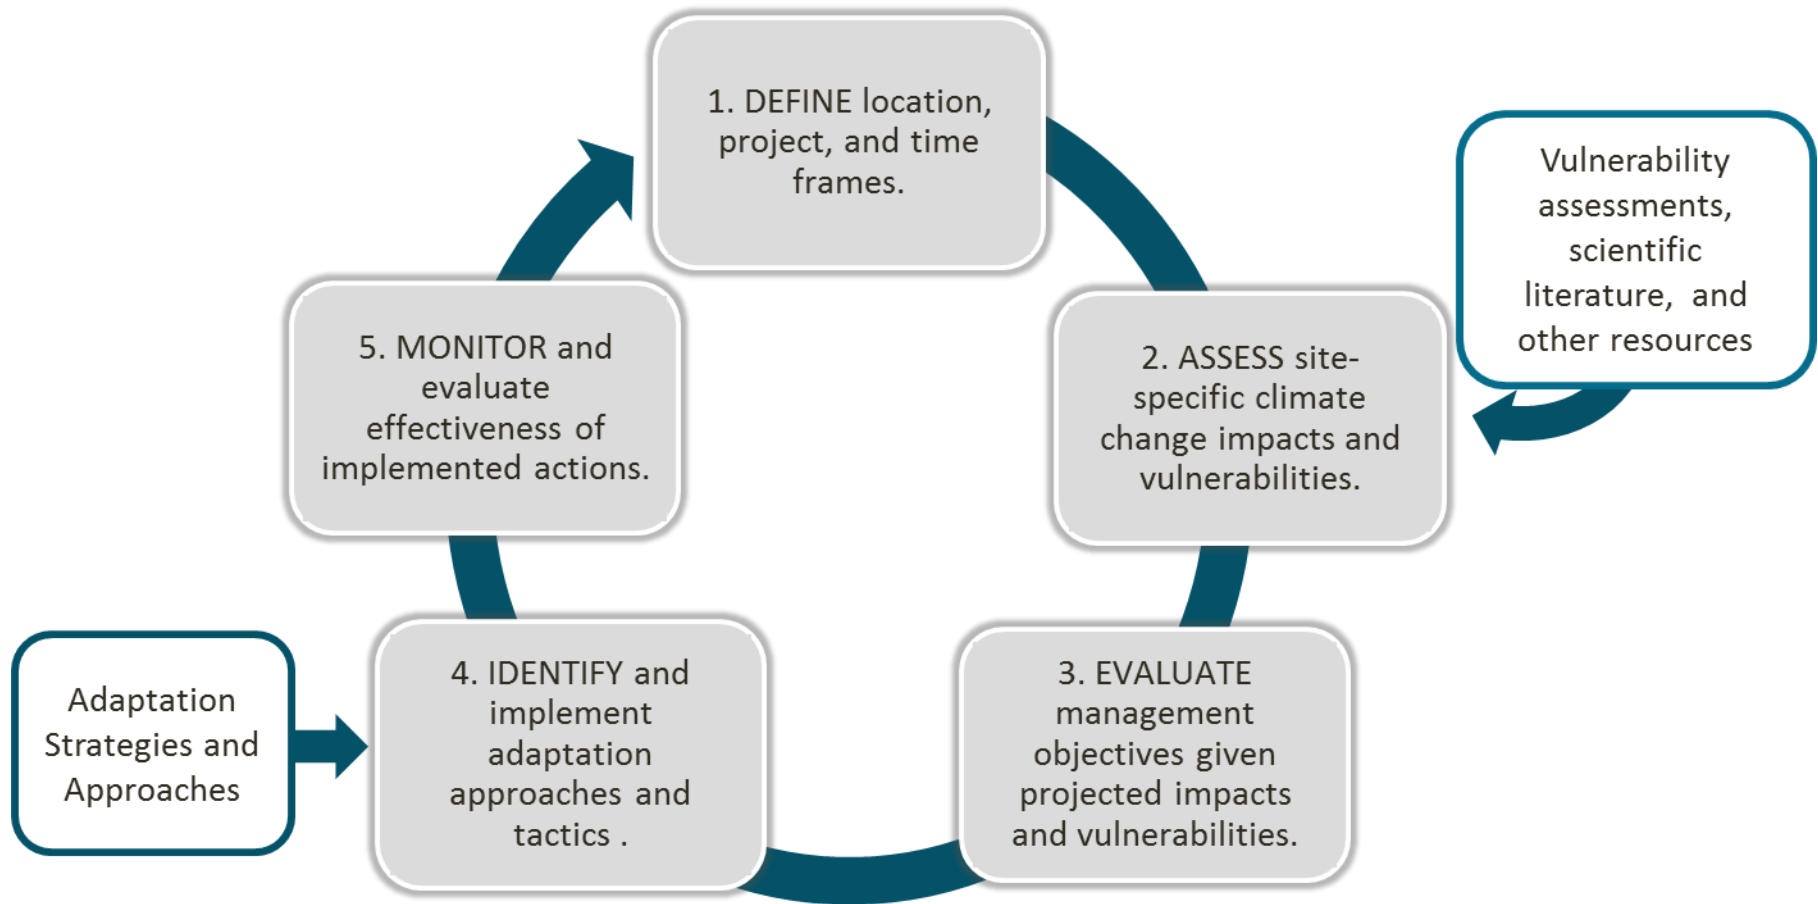 1. DEFINE location,
project, and time
frames.
Vulnerability
assessments,
scientific
literature, and
other resources
2. ASSESS site-
specific climate
change impacts and
vulnerabilities.
3. EVALUATE
management
objectives given
projected impacts
and vulnerabilities.
4. IDENTIFY and
implement
adaptation
approaches and
tactics .
Adaptation
Strategies and
Approaches
5. MONITOR and
evaluate
effectiveness of
implemented actions.